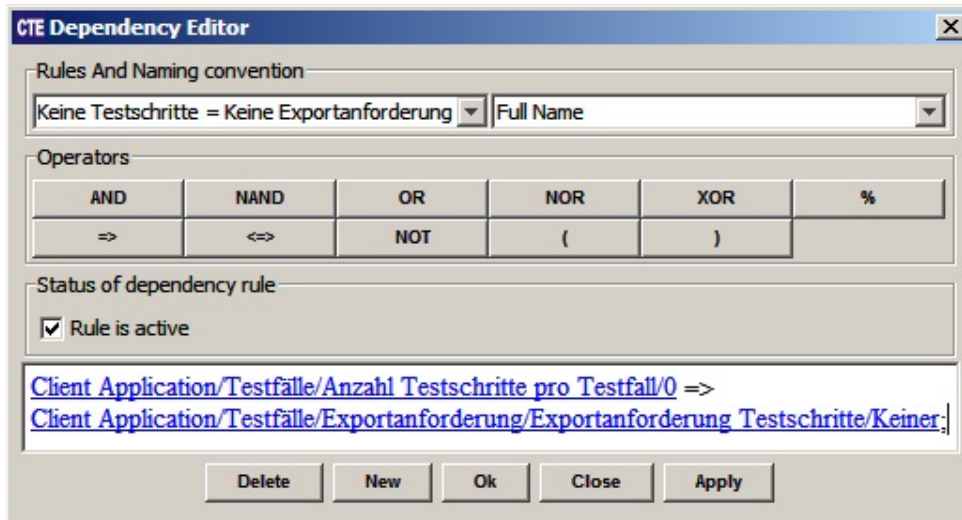 CTE Dependency Editor
Rules And Naming convention
Keine Testschritte = Keine Exportanforderung Full Name
Operators
AND NAND OR NOR XOR %
=> <=> NOT ( )
Status of dependency rule
Rule is active
Client Application/Testfälle/Anzahl Testschritte pro Testfall/0 =>
Client Application/Testfälle/Exportanforderung/Exportanforderung Testschritte/Keiner;
Delete New Ok Close Apply